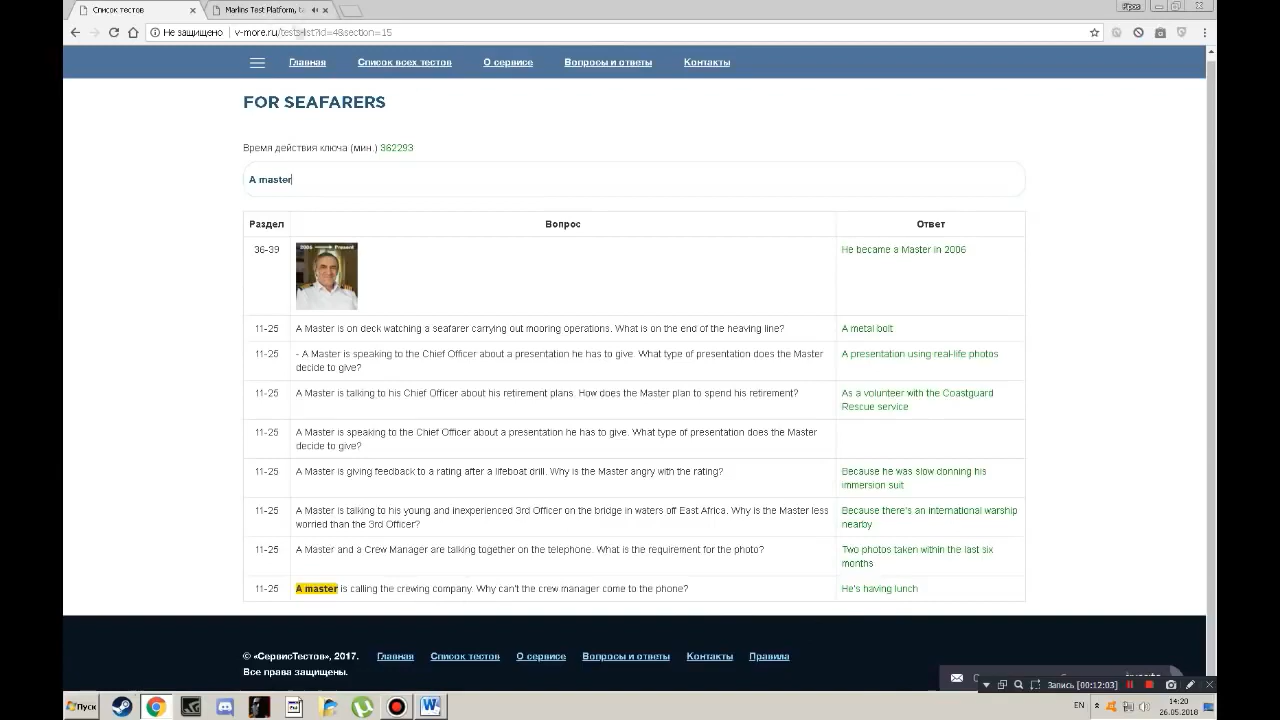 Список тестов
Marlins Test Platform, t
Не защищено
v-more.ru/tests-list?id=4&section=15
Главная
Список всех тестов
О сервисе
Вопросы и ответы
Контакты
FOR SEAFARERS
Время действия ключа (мин.) 362293
A master
Раздел Вопрос Ответ
36-39
2006 Present
He became a Master in 2006
11-25 A Master is on deck watching a seafarer carrying out mooring operations. What is on the end of the heaving line? A metal bolt
11-25 - A Master is speaking to the Chief Officer about a presentation he has to give. What type of presentation does the Master
decide to give?
A presentation using real-life photos
11-25 A Master is talking to his Chief Officer about his retirement plans. How does the Master plan to spend his retirement?
As a volunteer with the Coastguard
Rescue service
11-25 A Master is speaking to the Chief Officer about a presentation he has to give. What type of presentation does the Master
decide to give?
11-25 A Master is giving feedback to a rating after a lifeboat drill. Why is the Master angry with the rating?
Because he was slow donning his
immersion suit
11-25 A Master is talking to his young and inexperienced 3rd Officer on the bridge in waters off East Africa. Why is the Master less
worried than the 3rd Officer?
Because there's an international warship
nearby
11-25 A Master and a Crew Manager are talking together on the telephone. What is the requirement for the photo?
Two photos taken within the last six
months
11-25 A master is calling the crewing company. Why can't the crew manager come to the phone? He's having lunch
© «СервисТестов», 2017.
Все права защищены.
Главная
Список тестов
О сервисе
Вопросы и ответы
Контакты
Правила
Запись [00:12:03]
Пуск
EN
14:20
26.05.2018